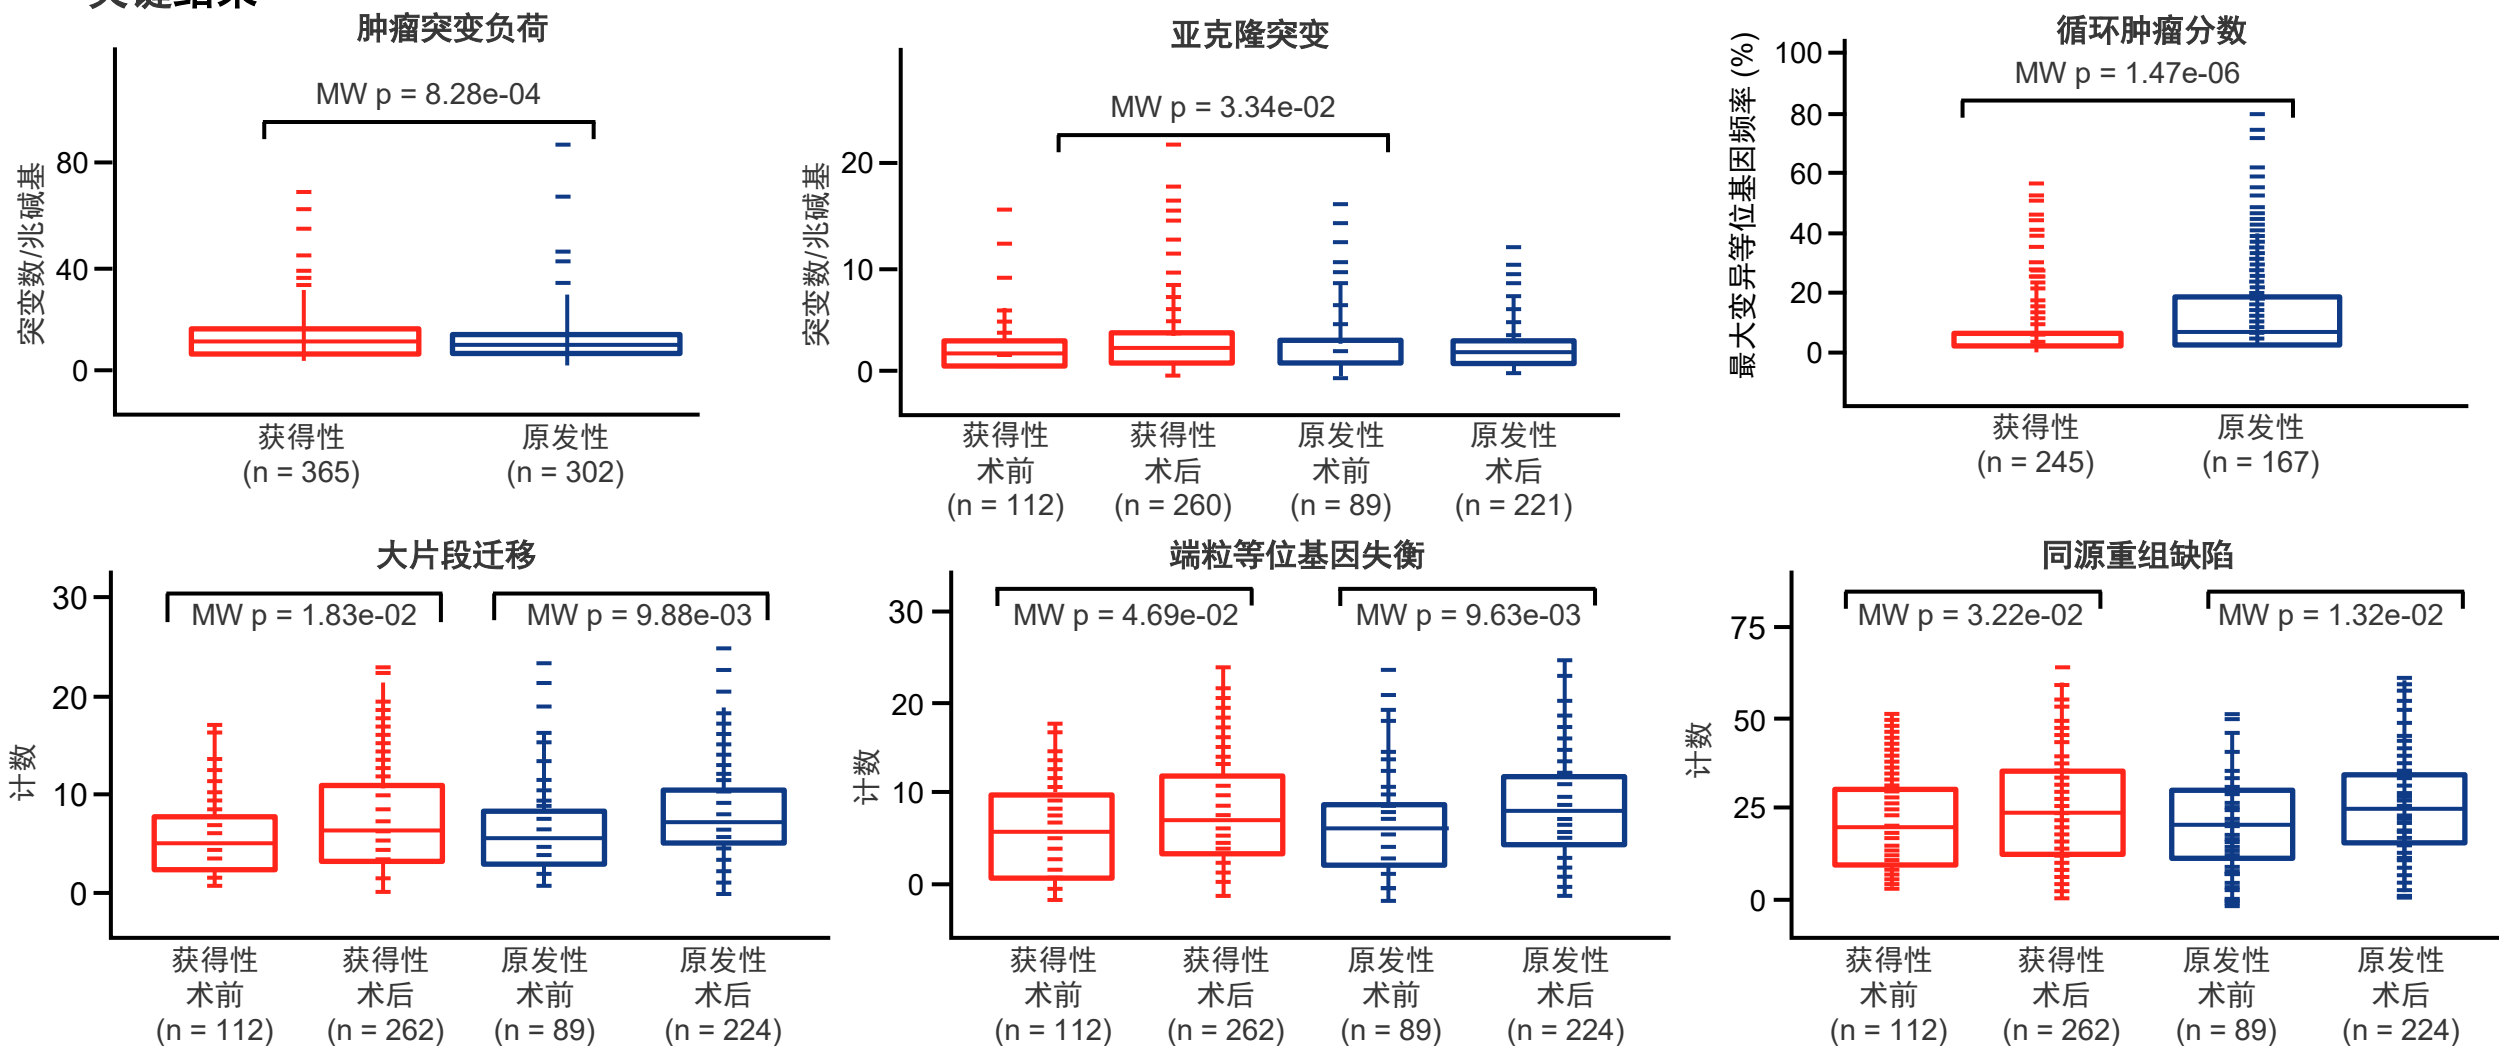 关键结果
肿瘤突变负荷
MW p = 8.28e-04
突变数/兆碱基
80
40
0
获得性
(n = 365)
原发性
(n = 302)
亚克隆突变
MW p = 3.34e-02
突变数/兆碱基
20
10
0
获得性
术前
(n = 112)
获得性
术后
(n = 260)
原发性
术前
(n = 89)
原发性
术后
(n = 221)
循环肿瘤分数
MW p = 1.47e-06
最大变异等位基因频率 (%)
100
80
60
40
20
0
获得性
(n = 245)
原发性
(n = 167)
大片段迁移
MW p = 1.83e-02
MW p = 9.88e-03
计数
30
20
10
0
获得性
术前
(n = 112)
获得性
术后
(n = 262)
原发性
术前
(n = 89)
原发性
术后
(n = 224)
端粒等位基因失衡
MW p = 4.69e-02
MW p = 9.63e-03
计数
30
20
10
0
获得性
术前
(n = 112)
获得性
术后
(n = 262)
原发性
术前
(n = 89)
原发性
术后
(n = 224)
同源重组缺陷
MW p = 3.22e-02
MW p = 1.32e-02
计数
75
50
25
0
获得性
术前
(n = 112)
获得性
术后
(n = 262)
原发性
术前
(n = 89)
原发性
术后
(n = 224)